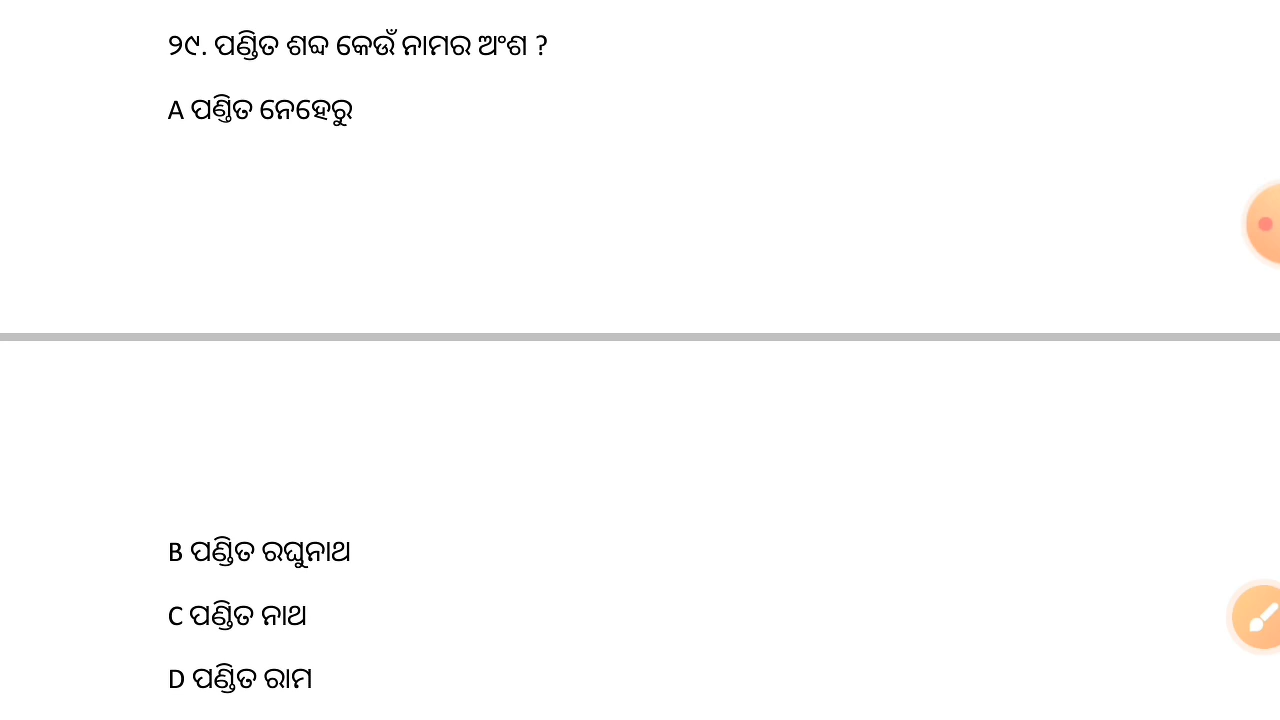 ୨୯. ପଣ୍ଡିତ ଶବ୍ଦ କେଉଁ ନାମର ଅଂଶ ?
A ପଣ୍ଡିତ ନେହେରୁ
B ପଣ୍ଡିତ ରଘୁନାଥ
C ପଣ୍ଡିତ ନାଥ
D ପଣ୍ଡିତ ରାମ